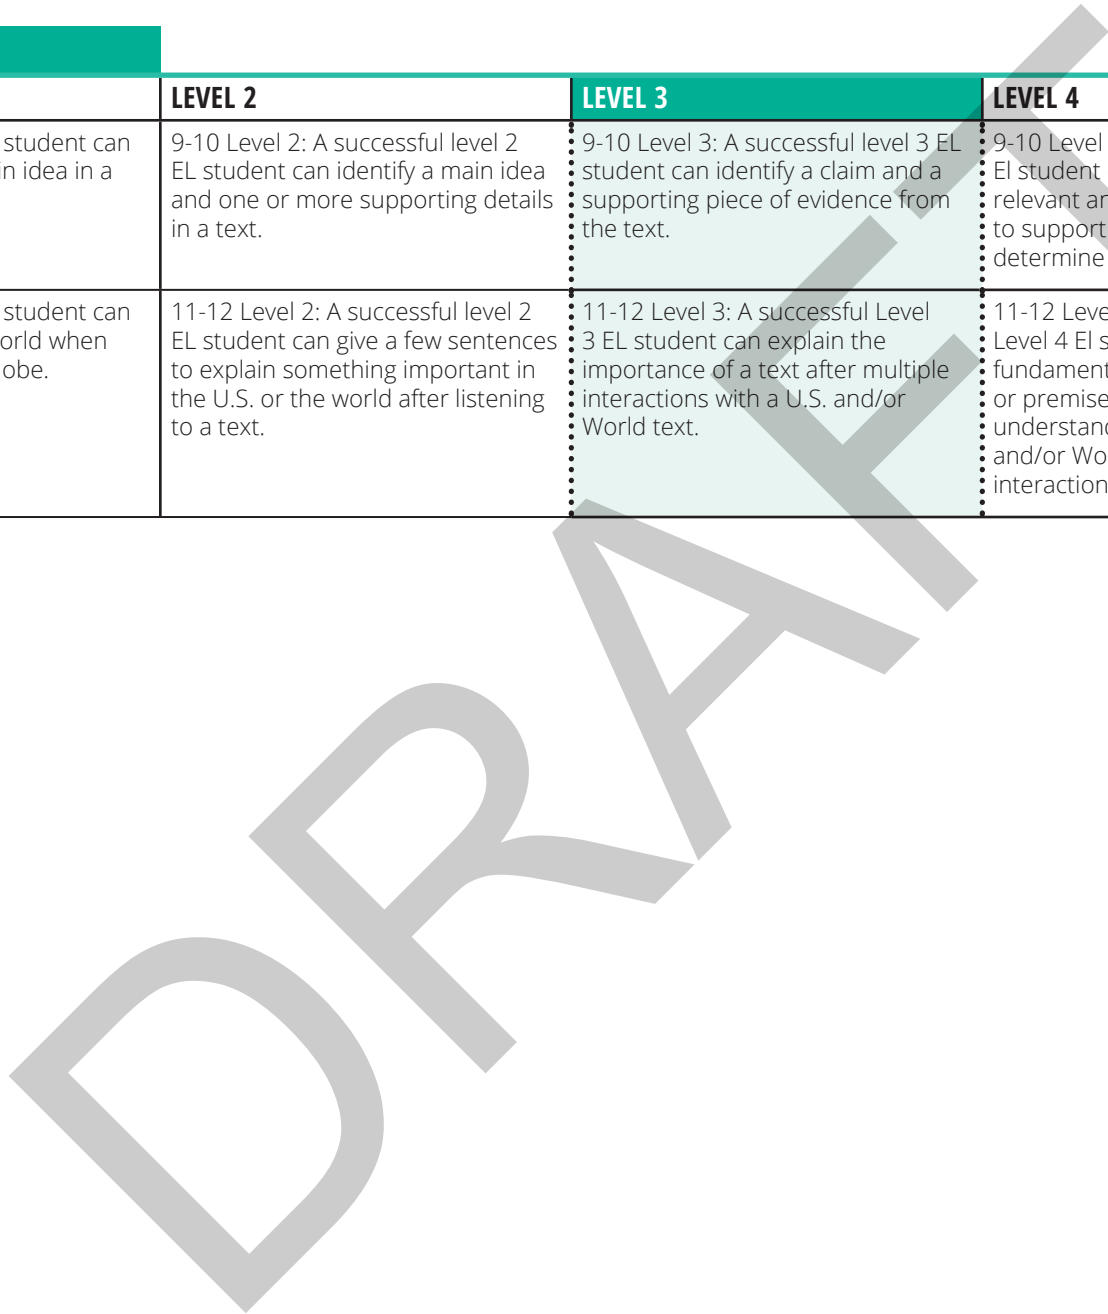 LEVEL 2
LEVEL 3
LEVEL 4
student can
in idea in a
9-10 Level 2: A successful level 2
EL student can identify a main idea
and one or more supporting details
in a text.
9-10 Level 3: A successful level 3 EL
student can identify a claim and a
supporting piece of evidence from
the text.
9-10 Level
El student
relevant an
to support
determine
student can
orld when
obe.
11-12 Level 2: A successful level 2
EL student can give a few sentences
to explain something important in
the U.S. or the world after listening
to a text.
11-12 Level 3: A successful Level
3 EL student can explain the
importance of a text after multiple
interactions with a U.S. and/or
World text.
11-12 Leve
Level 4 El s
fundament
or premise
understand
and/or Wo
interaction
DRAFT